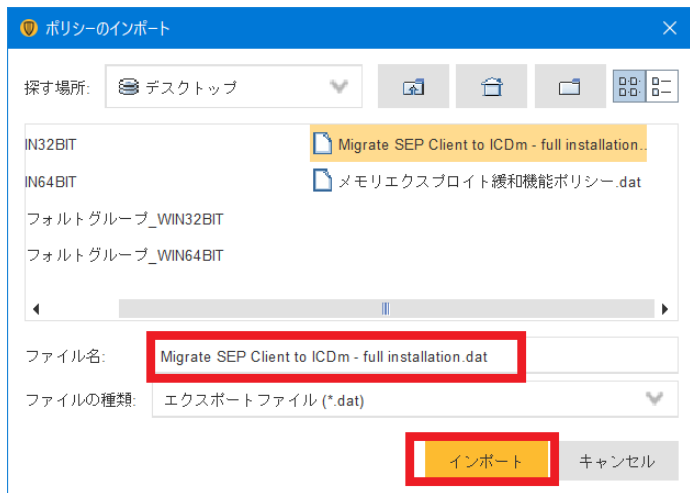 ポリシーのインポート
探す場所: デスクトップ
IN32BIT Migrate SEP Client to ICDm - full installation..
IN64BIT メモリエクスプロイト緩和機能ポリシー.dat
フォルトグループ_WIN32BIT
フォルトグループ_WIN64BIT
ファイル名: Migrate SEP Client to ICDm - full installation.dat
ファイルの種類: エクスポートファイル (*.dat)
インポート キャンセル